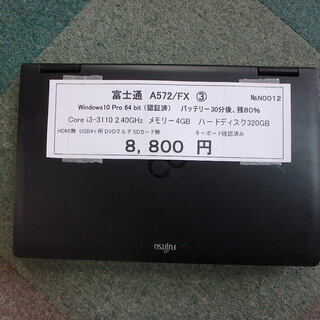 富士通 A572/FX ③ №N0012
Windows10 Pro 64 bit（認証済） バッテリー30分後、残80％
Core i3-3110 2.40GHz メモリー4GB ハードディスク320GB
HDMI無 USB4ヶ所 DVDマルチ SDカード無 キーボード確認済み
8,800 円
FUJITSU